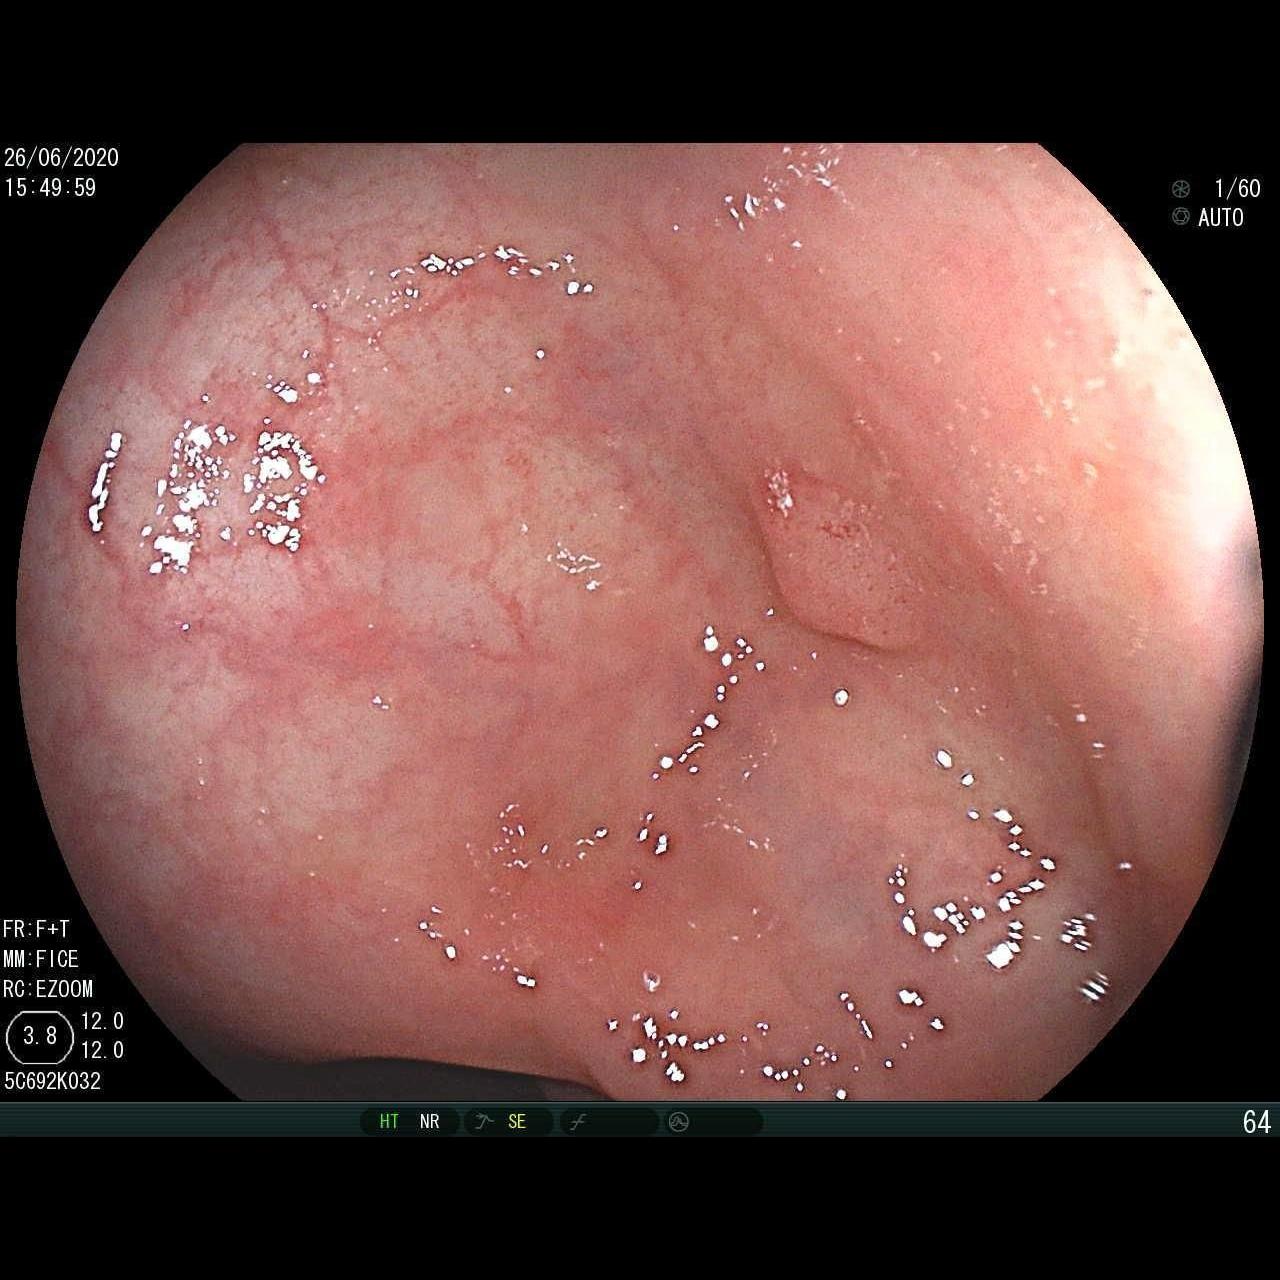 26/06/2020
15:49:59
1/60
AUTO
FR:F+T
MM:FICE
RC:EZOOM
3.8
12.0
12.0
5C692K032
HT NR SE
64